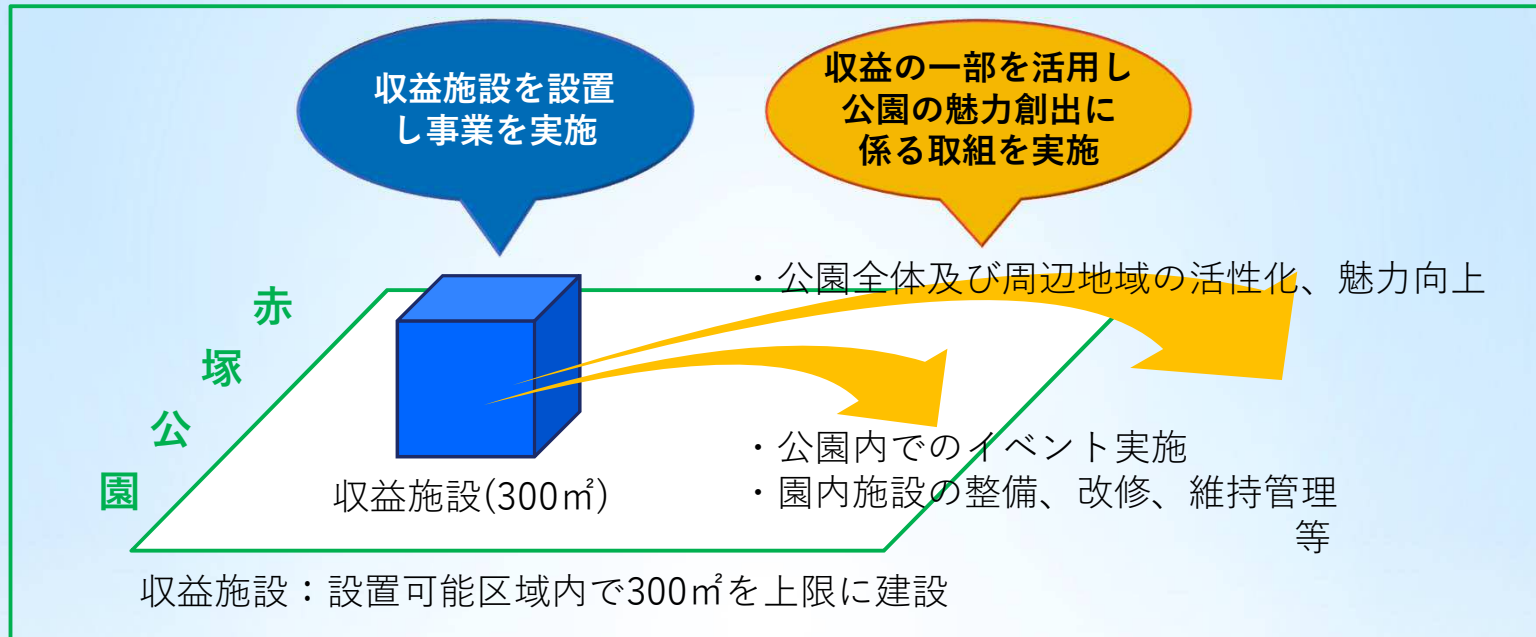 収益施設を設置
し事業を実施
収益の一部を活用し
公園の魅力創出に
係る取組を実施
・公園全体及び周辺地域の活性化、魅力向上
赤
塚
公
園
収益施設(300㎡)
・公園内でのイベント実施
・園内施設の整備、改修、維持管理
等
収益施設：設置可能区域内で300㎡を上限に建設